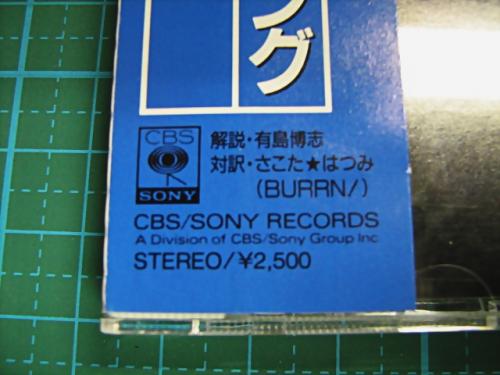 ング
CBS
SONY
解説・有島博志
対訳・さこた★はつみ
(BURRN/)
CBS/SONY RECORDS
A Division of CBS/Sony Group Inc
STEREO/¥2,500